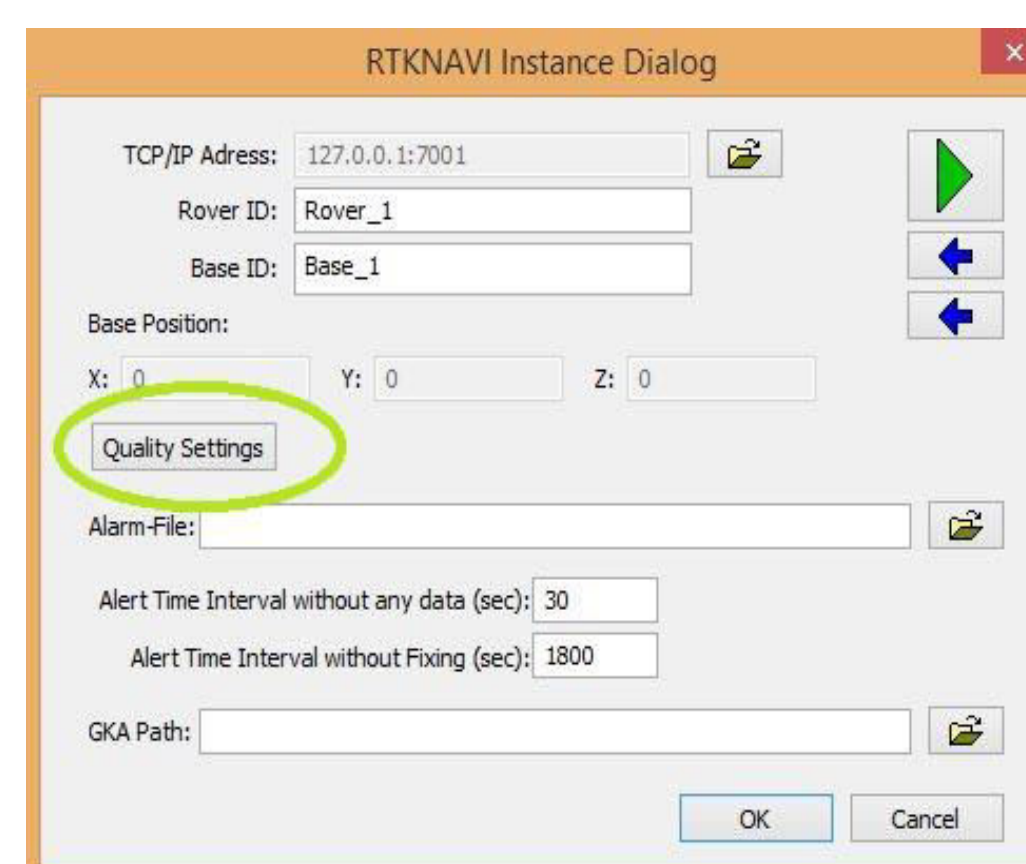 RTKNAVI Instance Dialog
TCP/IP Adress: 127.0.0.1:7001
Rover ID: Rover_1
Base ID: Base_1
Base Position:
X: 0 Y: 0 Z: 0
Quality Settings
Alarm-File:
Alert Time Interval without any data (sec): 30
Alert Time Interval without Fixing (sec): 1800
GKA Path:
OK Cancel